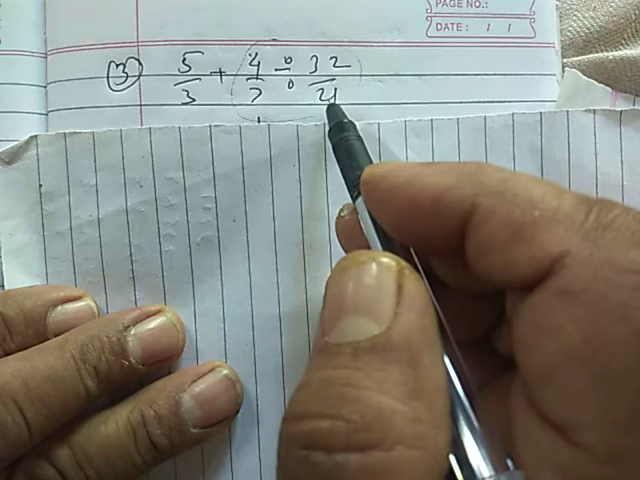 PAGE NO.:
DATE: / /
③ 5/3 + 4/7 ÷ 32/21